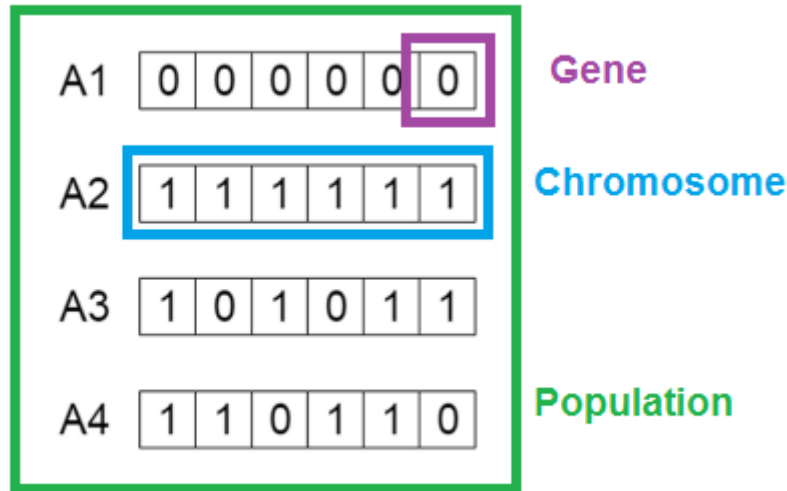 A1 0 0 0 0 0 0 Gene
A2 1 1 1 1 1 1 Chromosome
A3 1 0 1 0 1 1
A4 1 1 0 1 1 0 Population